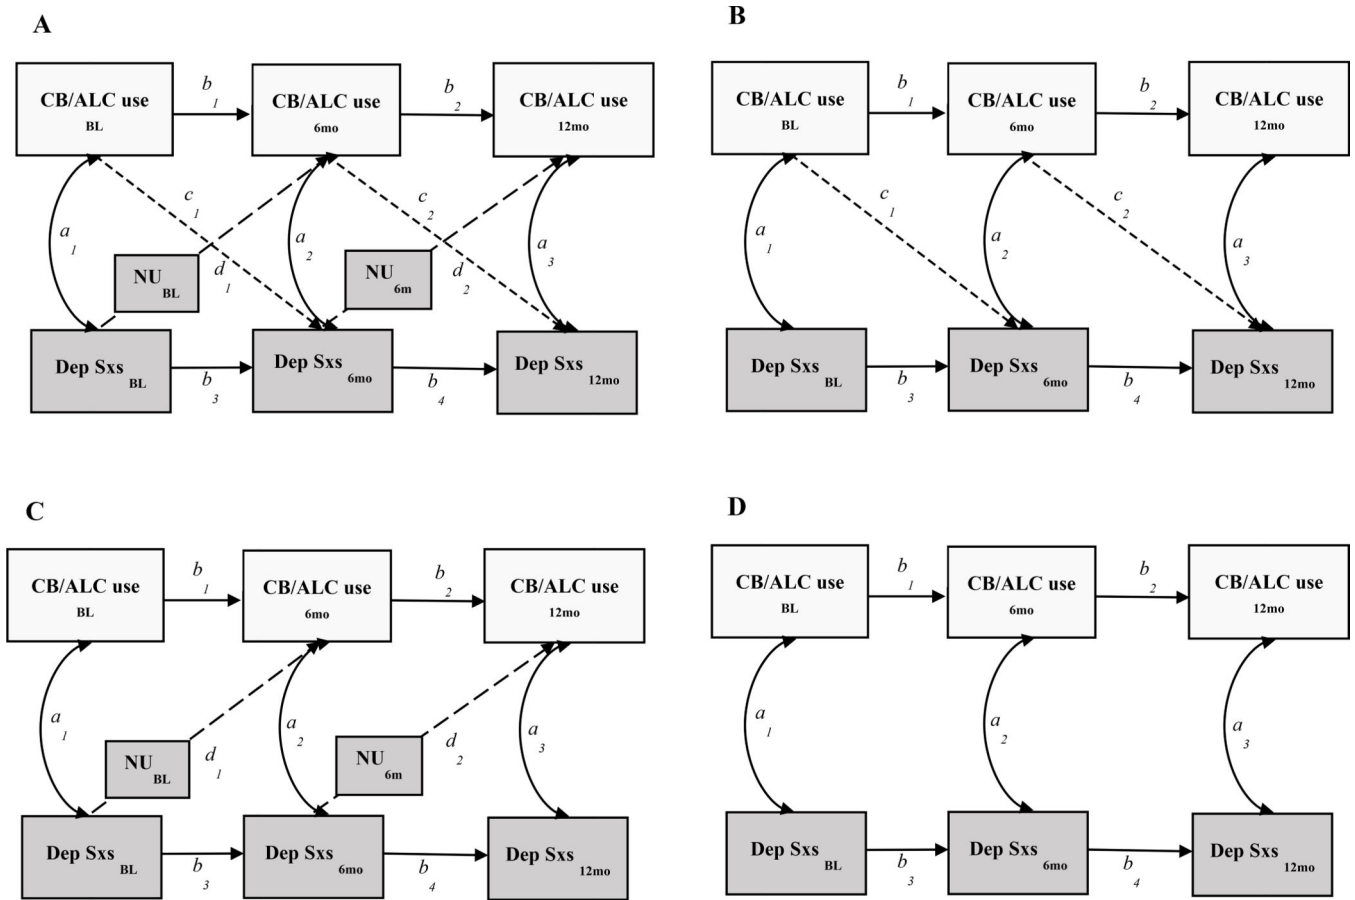 A
CB/ALC use
BL
b 1
CB/ALC use
6mo
b 2
CB/ALC use
12mo
a 1
c 1
a 2
c 2
a 3
NU BL
d 1
NU 6m
d 2
Dep Sxs BL
b 3
Dep Sxs 6mo
b 4
Dep Sxs 12mo
B
CB/ALC use
BL
b 1
CB/ALC use
6mo
b 2
CB/ALC use
12mo
a 1
c 1
a 2
c 2
a 3
Dep Sxs BL
b 3
Dep Sxs 6mo
b 4
Dep Sxs 12mo
C
CB/ALC use
BL
b 1
CB/ALC use
6mo
b 2
CB/ALC use
12mo
a 1
a 2
a 3
NU BL
d 1
NU 6m
d 2
Dep Sxs BL
b 3
Dep Sxs 6mo
b 4
Dep Sxs 12mo
D
CB/ALC use
BL
b 1
CB/ALC use
6mo
b 2
CB/ALC use
12mo
a 1
a 2
a 3
Dep Sxs BL
b 3
Dep Sxs 6mo
b 4
Dep Sxs 12mo